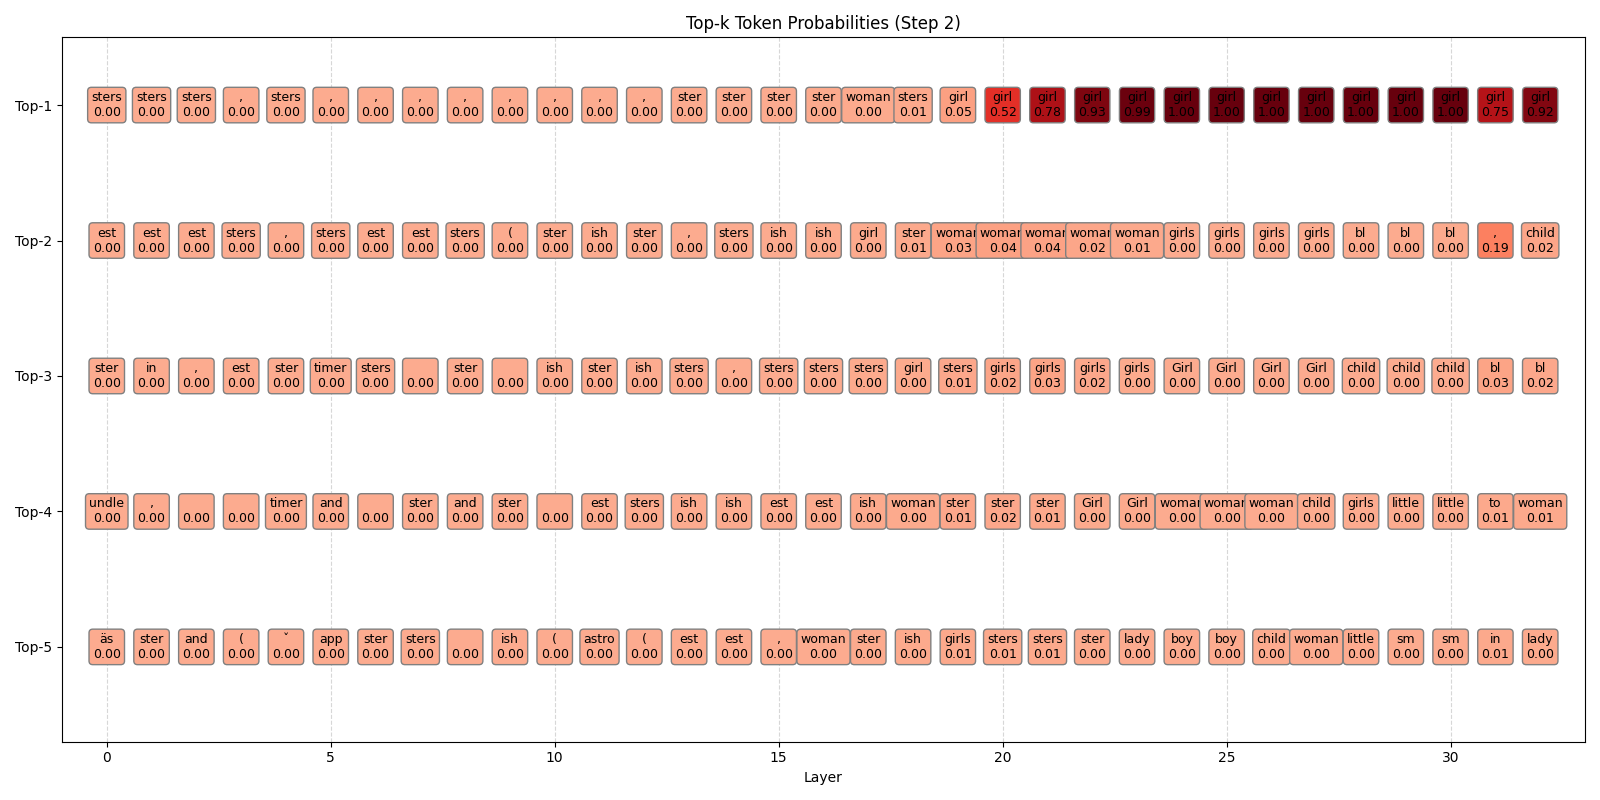 Top-k Token Probabilities (Step 2)
Top-1
sters sters sters , sters , , , , , , , , ster ster ster ster woman sters girl girl girl girl girl girl girl girl girl girl girl girl girl girl
0.00 0.00 0.00 0.00 0.00 0.00 0.00 0.00 0.00 0.00 0.00 0.00 0.00 0.00 0.00 0.00 0.00 0.00 0.01 0.05 0.52 0.78 0.93 0.99 1.00 1.00 1.00 1.00 1.00 1.00 1.00 0.75 0.92
Top-2
est est est sters , sters est est sters ( ster ish ster , sters ish ish girl ster woman woman woman woman woman girls girls girls girls bl bl bl , child
0.00 0.00 0.00 0.00 0.00 0.00 0.00 0.00 0.00 0.00 0.00 0.00 0.00 0.00 0.00 0.00 0.00 0.00 0.01 0.03 0.04 0.04 0.02 0.01 0.00 0.00 0.00 0.00 0.00 0.00 0.00 0.19 0.02
Top-3
ster in , est ster timer sters ster ish ster ish sters , sters sters sters girl sters girls girls girls girls Girl Girl Girl Girl child child child bl bl
0.00 0.00 0.00 0.00 0.00 0.00 0.00 0.00 0.00 0.00 0.00 0.00 0.00 0.00 0.00 0.00 0.00 0.00 0.00 0.01 0.02 0.03 0.02 0.00 0.00 0.00 0.00 0.00 0.00 0.00 0.00 0.03 0.02
Top-4
undle , timer and ster and ster est sters ish ish est est ish woman ster ster ster Girl Girl woman woman woman child girls little little to woman
0.00 0.00 0.00 0.00 0.00 0.00 0.00 0.00 0.00 0.00 0.00 0.00 0.00 0.00 0.00 0.00 0.00 0.00 0.00 0.01 0.02 0.01 0.00 0.00 0.00 0.00 0.00 0.00 0.00 0.00 0.00 0.01 0.01
Top-5
äs ster and ( ˇ app ster sters ish ( astro ( est est , woman ster ish girls sters sters ster lady boy boy child woman little sm sm in lady
0.00 0.00 0.00 0.00 0.00 0.00 0.00 0.00 0.00 0.00 0.00 0.00 0.00 0.00 0.00 0.00 0.00 0.00 0.00 0.01 0.01 0.01 0.00 0.00 0.00 0.00 0.00 0.00 0.00 0.00 0.00 0.01 0.00
0 5 10 15 20 25 30
Layer